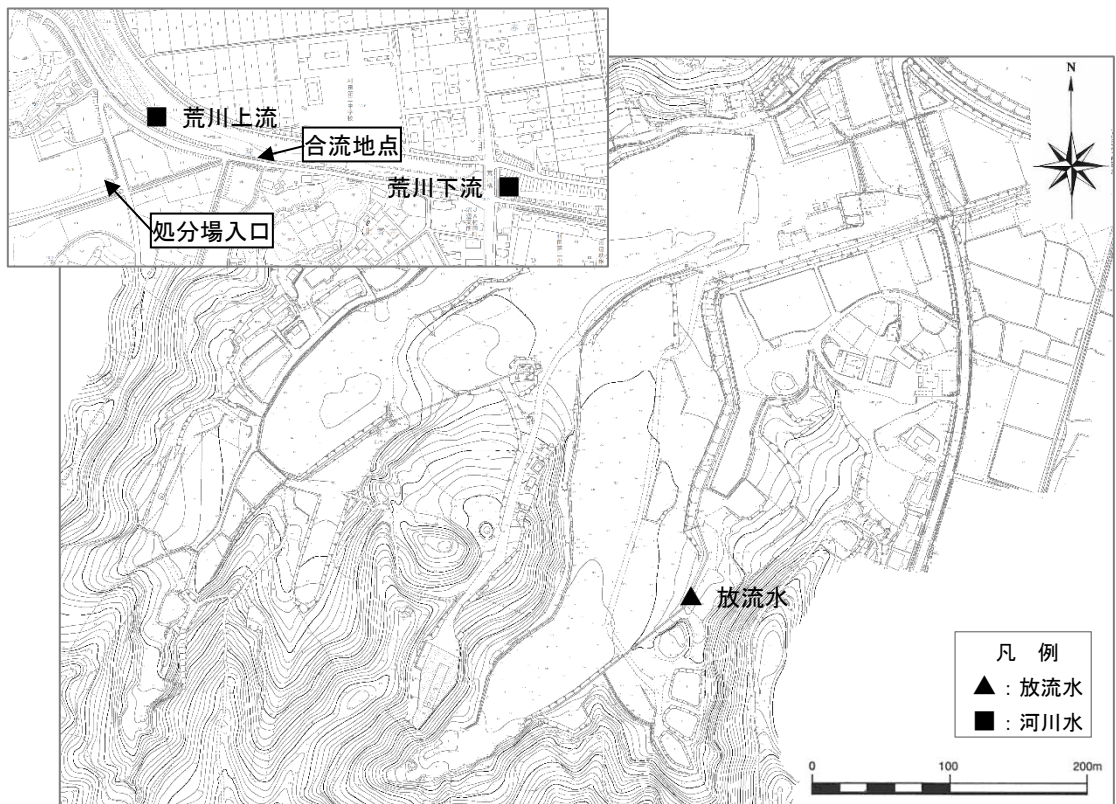 荒川上流
合流地点
荒川下流
処分場入口
N
放流水
凡 例
▲ : 放流水
■ : 河川水
0 100 200m